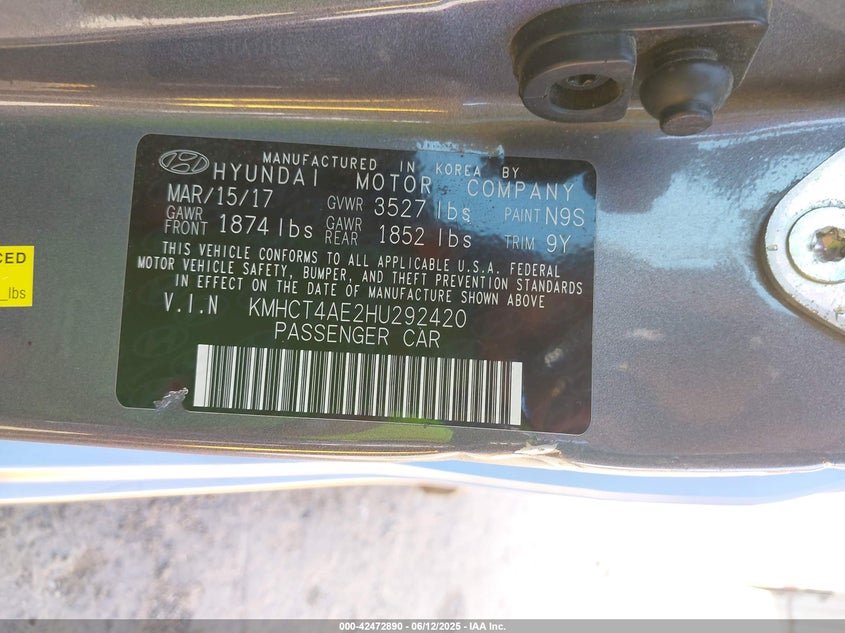 MANUFACTURED IN KOREA BY
HYUNDAI MOTOR COMPANY
MAR/15/17 GVWR 3527 lbs PAINT N9S
GAWR FRONT 1874 lbs GAWR REAR 1852 lbs TRIM 9Y
THIS VEHICLE CONFORMS TO ALL APPLICABLE U.S.A. FEDERAL
MOTOR VEHICLE SAFETY, BUMPER, AND THEFT PREVENTION STANDARDS
IN EFFECT ON THE DATE OF MANUFACTURE SHOWN ABOVE
V.I.N KMHCT4AE2HU292420
PASSENGER CAR
CED
lbs
000-42472890 - 06/12/2025 - IAA Inc.